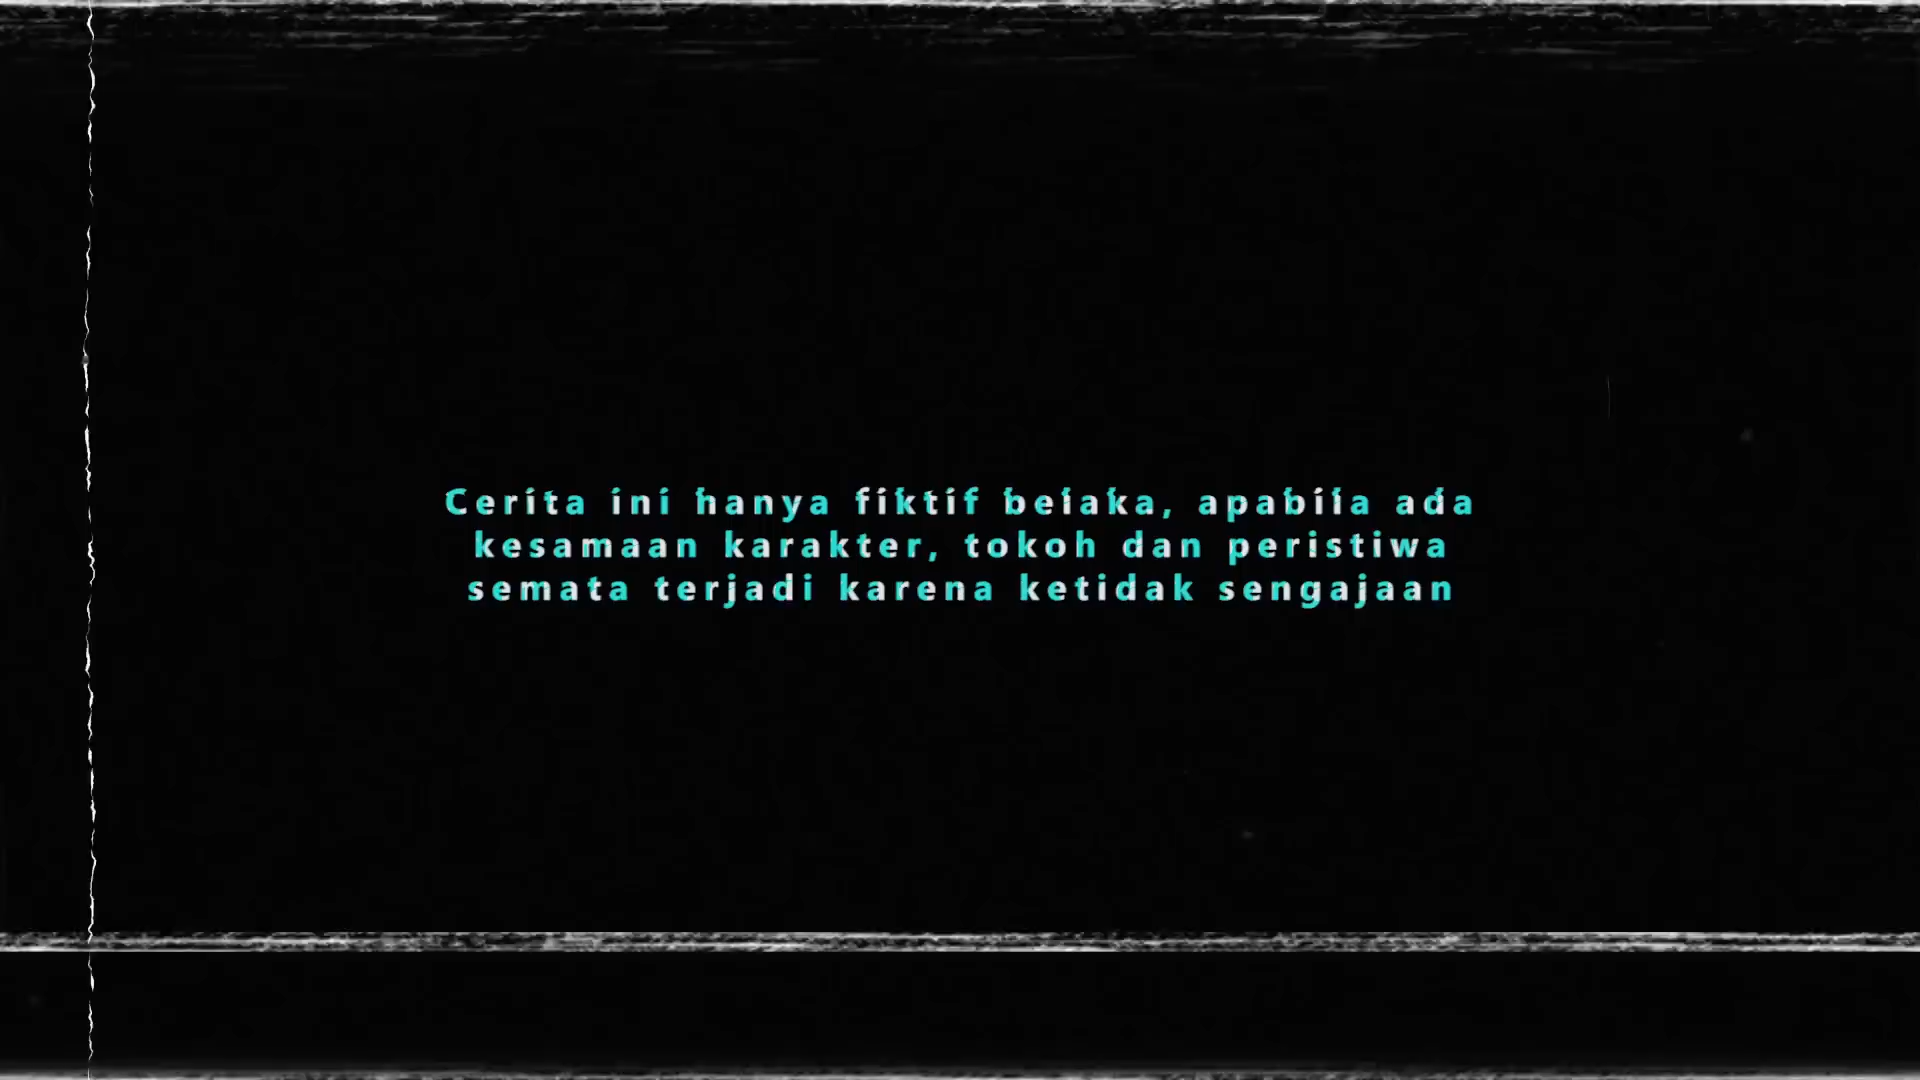 Cerita ini hanya fiktif belaka, apabila ada
kesamaan karakter, tokoh dan peristiwa
semata terjadi karena ketidak sengajaan